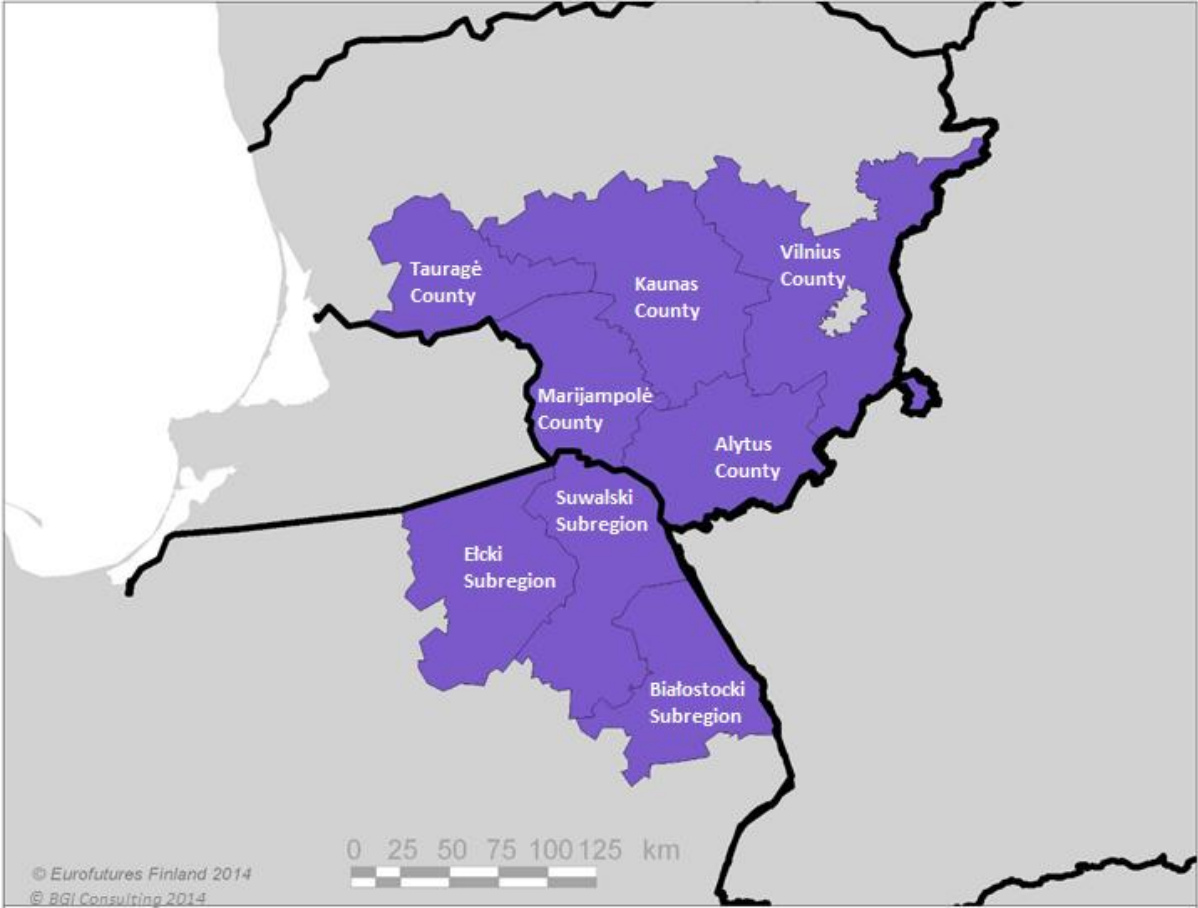 Tauragė
County
Kaunas
County
Vilnius
County
Marijampolė
County
Alytus
County
Suwalski
Subregion
Ełcki
Subregion
Białostocki
Subregion
0 25 50 75 100 125 km
© Eurofutures Finland 2014
© BGI Consulting 2014